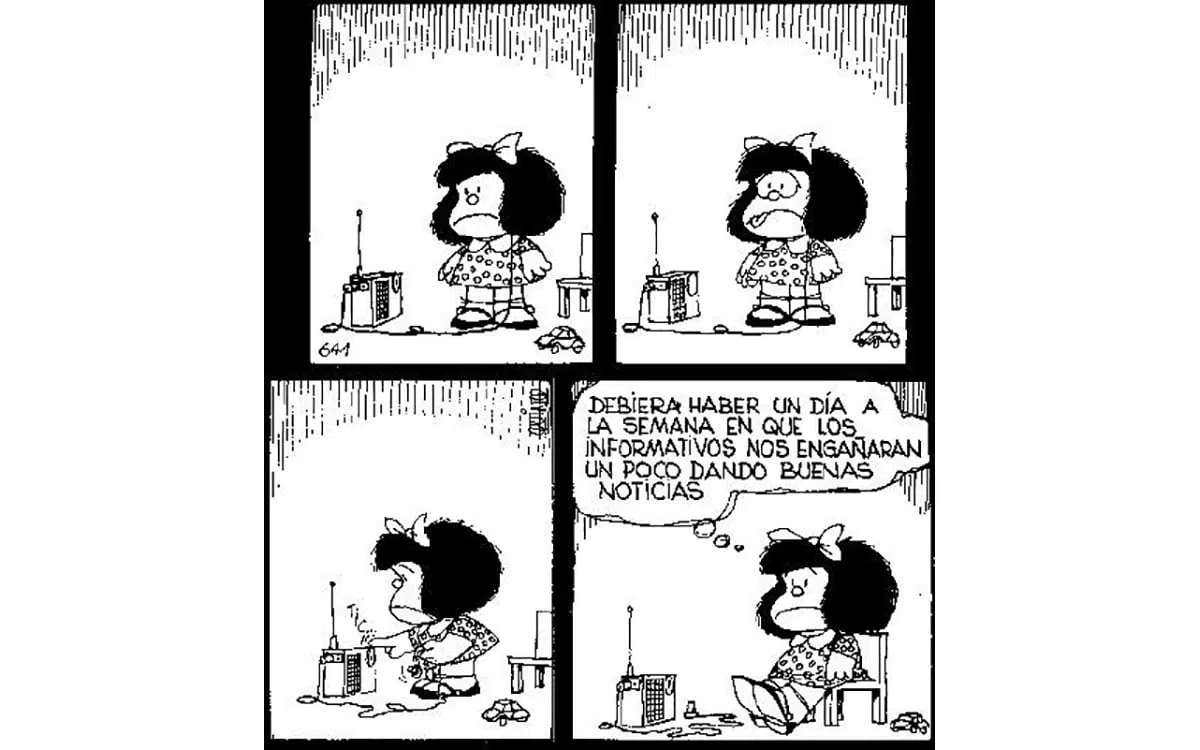 641
TIC
DEBIERA HABER UN DÍA A
LA SEMANA EN QUE LOS
INFORMATIVOS NOS ENGAÑARAN
UN POCO DANDO BUENAS
NOTICIAS